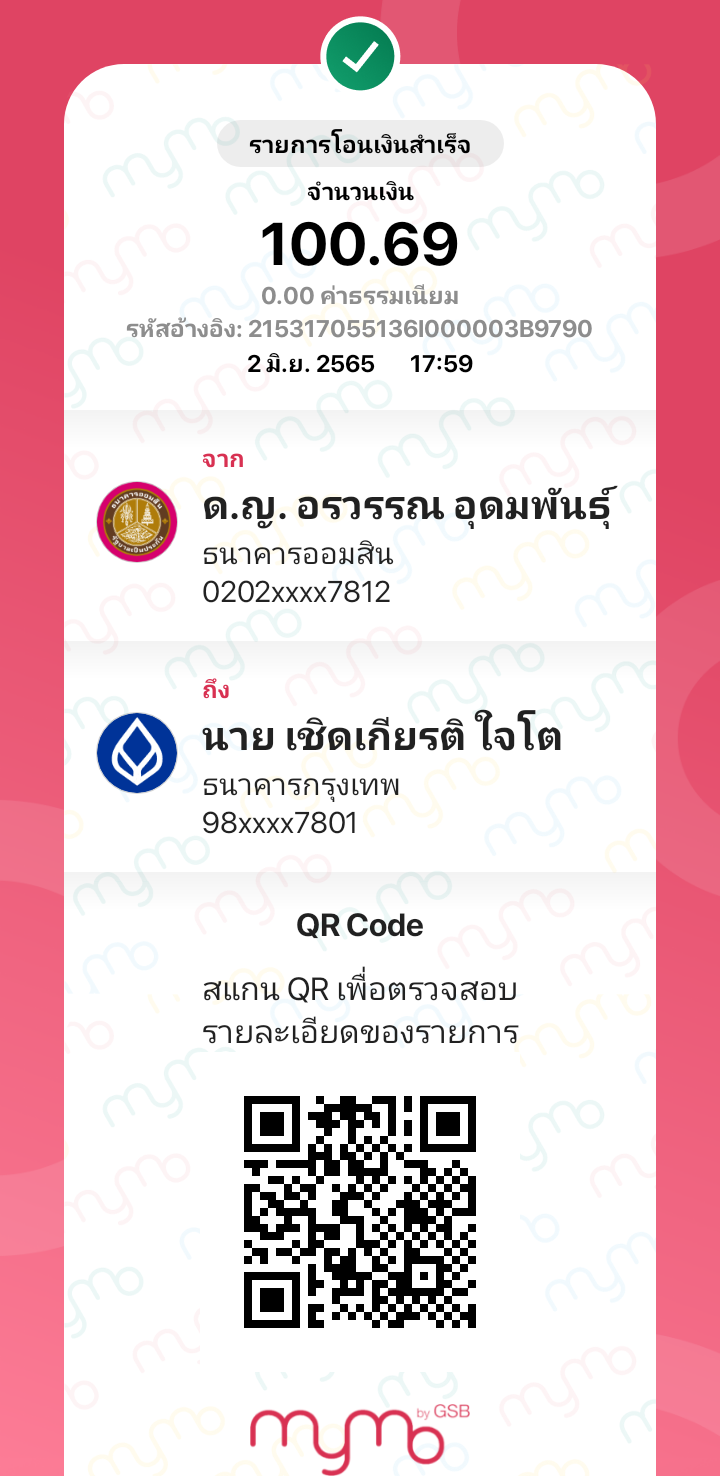 รายการโอนเงินสำเร็จ
จำนวนเงิน
100.69
0.00 ค่าธรรมเนียม
รหัสอ้างอิง: 215317055136I000003B9790
2 มิ.ย. 2565 17:59
จาก
ด.ญ. อรวรรณ อุดมพันธุ์
ธนาคารออมสิน
0202xxxx7812
ถึง
นาย เชิดเกียรติ ใจโต
ธนาคารกรุงเทพ
98xxxx7801
QR Code
สแกน QR เพื่อตรวจสอบ
รายละเอียดของรายการ
mymo by GSB